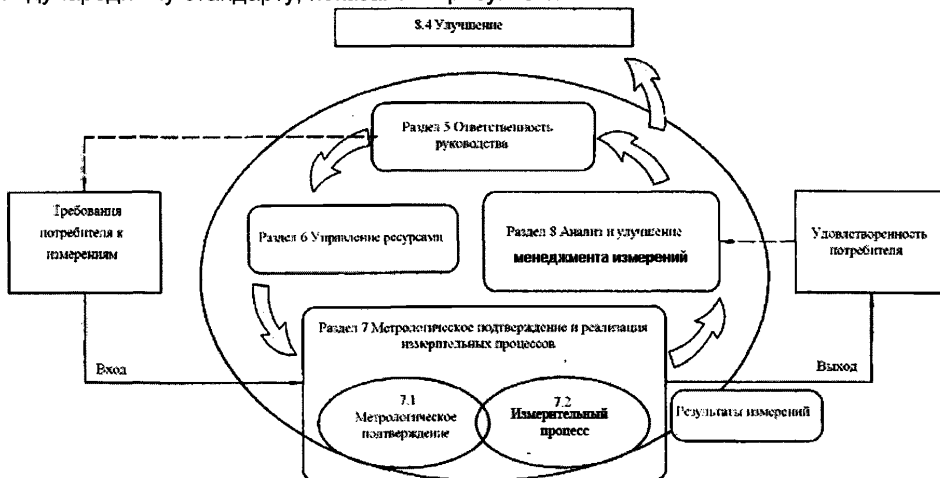 8.4 Улучшение
Раздел 5 Ответственность
руководства
Требования
потребителя к
измерениям
Раздел 6 Управление ресурсами
Раздел 8 Анализ и улучшение
менеджмента измерений
Удовлетворенность
потребителя
Раздел 7 Метрологическое подтверждение и реализация
измерительных процессов
Вход
Выход
7.1
Метрологическое
подтверждение
7.2
Измерительный
процесс
Результаты измерений